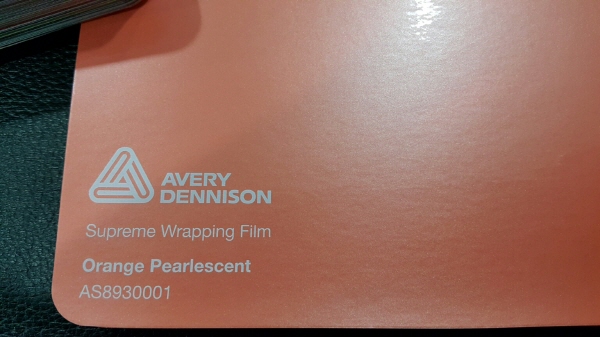 AVERY
DENNISON
Supreme Wrapping Film
Orange Pearlescent
AS8930001